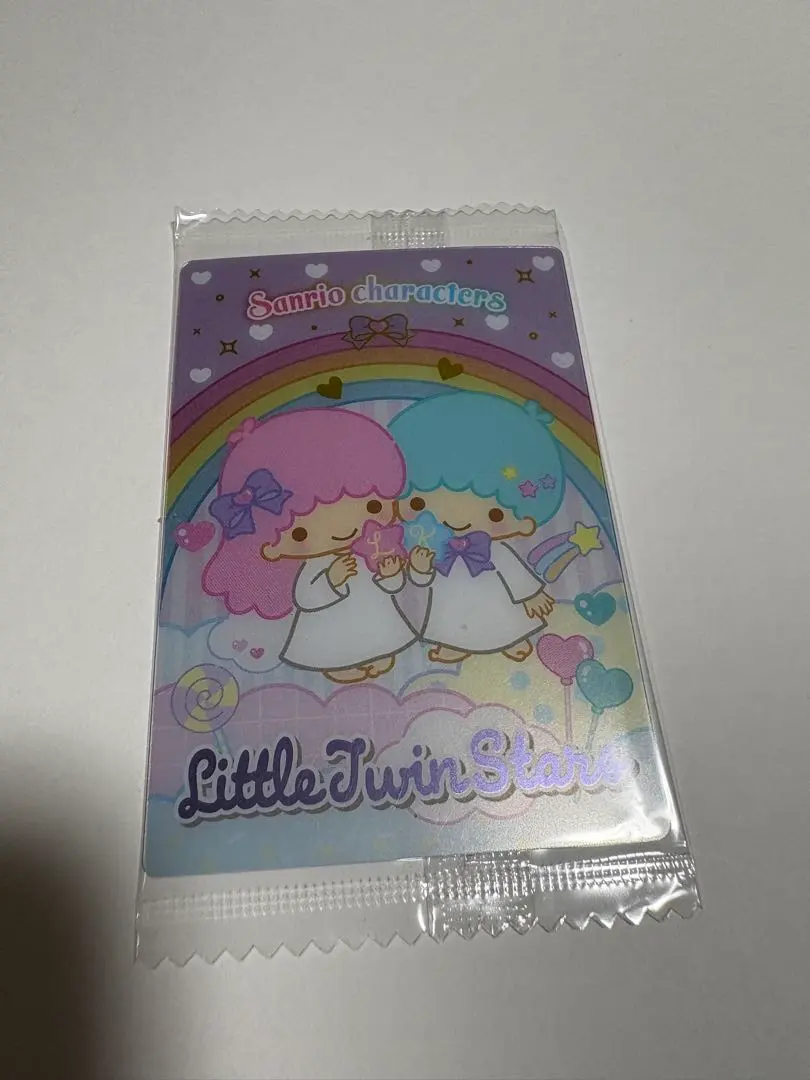 Sanrio characters
L K
Little Twin Stars